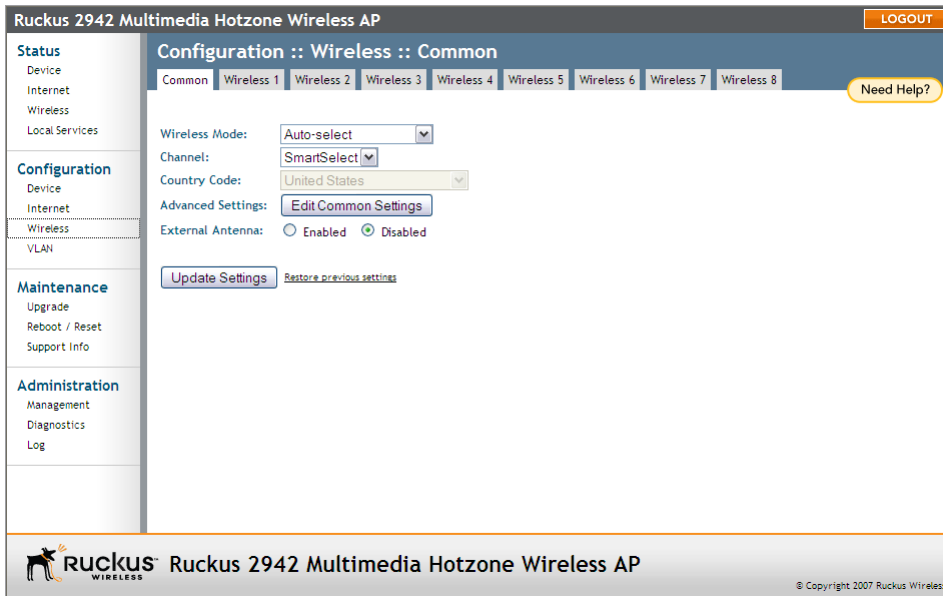 Ruckus 2942 Multimedia Hotzone Wireless AP
LOGOUT
Status
Device
Internet
Wireless
Local Services
Configuration
Device
Internet
Wireless
VLAN
Maintenance
Upgrade
Reboot / Reset
Support Info
Administration
Management
Diagnostics
Log
Configuration :: Wireless :: Common
Common Wireless 1 Wireless 2 Wireless 3 Wireless 4 Wireless 5 Wireless 6 Wireless 7 Wireless 8
Need Help?
Wireless Mode: Auto-select
Channel: SmartSelect
Country Code: United States
Advanced Settings: Edit Common Settings
External Antenna: Enabled Disabled
Update Settings Restore previous settings
RUCKUS WIRELESS Ruckus 2942 Multimedia Hotzone Wireless AP
© Copyright 2007 Ruckus Wireles